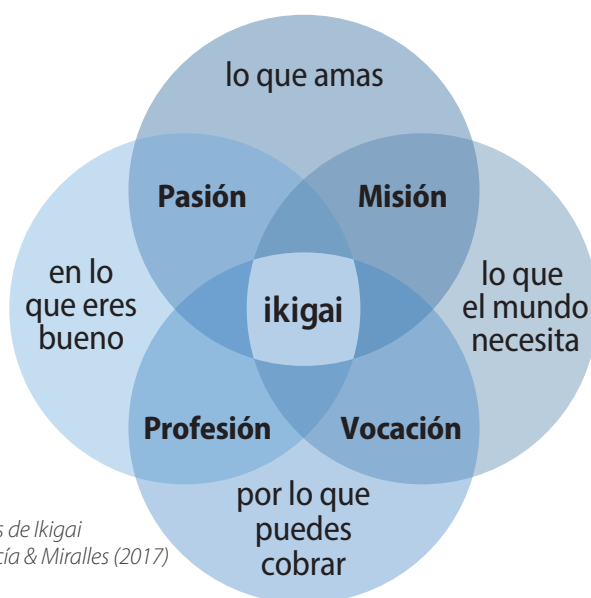 lo que amas
Pasión
Misión
en lo
que eres
bueno
ikigai
lo que
el mundo
necesita
Profesión
Vocación
por lo que
puedes
cobrar
s de Ikigai
cía & Miralles (2017)